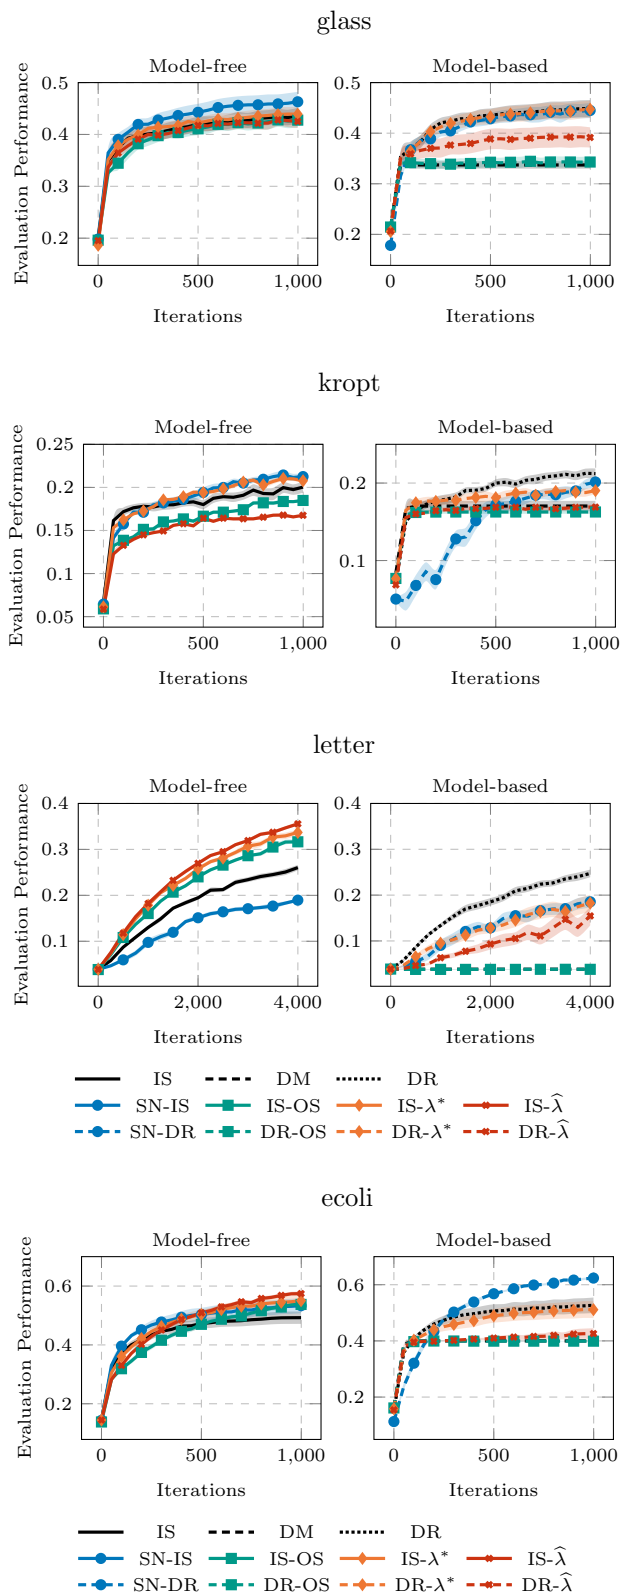 glass
Model-free Model-based
0.5 0.5
0.4 0.4
0.3 0.3
0.2 0.2
Evaluation Performance
0 500 1,000 0 500 1,000
Iterations Iterations
kropt
Model-free Model-based
0.25
0.2 0.2
0.15
0.1 0.1
0.05
Evaluation Performance
0 500 1,000 0 500 1,000
Iterations Iterations
letter
Model-free Model-based
0.4 0.4
0.3 0.3
0.2 0.2
0.1 0.1
Evaluation Performance
0 2,000 4,000 0 2,000 4,000
Iterations Iterations
IS DM DR
SN-IS IS-OS IS-λ* IS-λ̂
SN-DR DR-OS DR-λ* DR-λ̂
ecoli
Model-free Model-based
0.6 0.6
0.4 0.4
0.2 0.2
Evaluation Performance
0 500 1,000 0 500 1,000
Iterations Iterations
IS DM DR
SN-IS IS-OS IS-λ* IS-λ̂
SN-DR DR-OS DR-λ* DR-λ̂